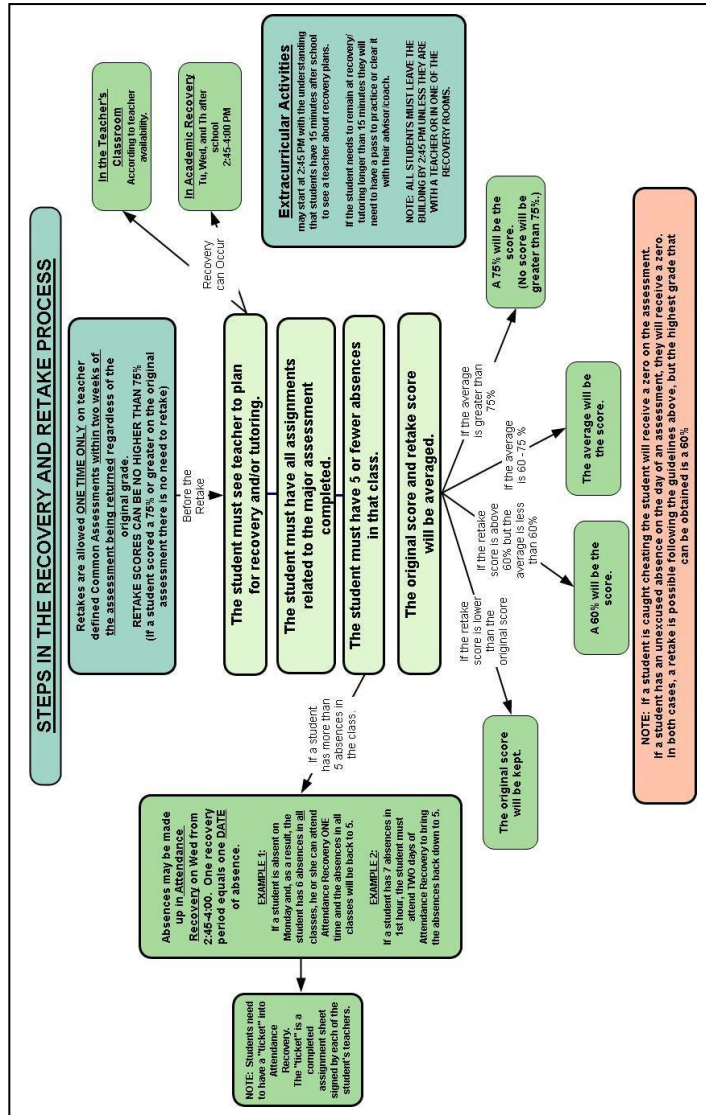 STEPS IN THE RECOVERY AND RETAKE PROCESS
Retakes are allowed ONE TIME ONLY on teacher
defined Common Assessments within two weeks of
the assessment being returned regardless of the
original grade.
RETAKE SCORES CAN BE NO HIGHER THAN 75%
(If a student scored a 75% or greater on the original
assessment there is no need to retake)
Before the
Retake
Recovery
can Occur
In the Teacher's
Classroom
According to teacher
availability.
In Academic Recovery
Tu, Wed, and Th after
school
2:45-4:00 PM
The student must see teacher to plan
for recovery and/or tutoring.
The student must have all assignments
related to the major assessment
completed.
The student must have 5 or fewer absences
in that class.
The original score and retake score
will be averaged.
Extracurricular Activities
may start at 2:45 PM with the understanding
that students have 15 minutes after school
to see a teacher about recovery plans.
If the student needs to remain at recovery/
tutoring longer than 15 minutes they will
need to have a pass to practice or clear it
with their advisor/coach.
NOTE: ALL STUDENTS MUST LEAVE THE
BUILDING BY 2:45 PM UNLESS THEY ARE
WITH A TEACHER OR IN ONE OF THE
RECOVERY ROOMS.
If a student
has more than
5 absences in
the class.
Absences may be made
up in Attendance
Recovery on Wed from
2:45-4:00. One recovery
period equals one DATE
of absence.
EXAMPLE 1:
If a student is absent on
Monday and, as a result, the
student has 6 absences in all
classes, he or she can attend
Attendance Recovery ONE
time and the absences in all
classes will be back to 5.
EXAMPLE 2:
If a student has 7 absences in
1st hour, the student must
attend TWO days of
Attendance Recovery to bring
the absences back down to 5.
NOTE: Students need
to have a "ticket" into
Attendance
Recovery.
The "ticket" is a
completed
assignment sheet
signed by each of the
student's teachers.
If the retake
score is lower
than the
original score
The original score
will be kept.
If the retake
score is above
60% but the
average is less
than 60%
A 60% will be the
score.
If the average
is 60 -75 %
The average will be
the score.
If the average
is greater than
75%
A 75% will be the
score.
(No score will be
greater than 75%.)
NOTE: If a student is caught cheating the student will receive a zero on the assessment.
If a student has an unexcused absence on the day of an assessment, they will receive a zero.
In both cases, a retake is possible following the guidelines above, but the highest grade that
can be obtained is a 60%